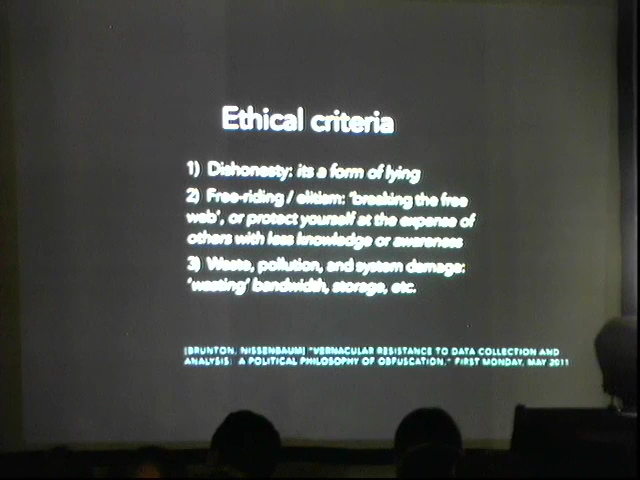 Ethical criteria
1) Dishonesty: its a form of lying
2) Free-riding / elitism: 'breaking the free
web', or protect yourself at the expense of
others with less knowledge or awareness
3) Waste, pollution, and system damage:
'wasting' bandwidth, storage, etc.
[BRUNTON, NISSENBAUM] "VERNACULAR RESISTANCE TO DATA COLLECTION AND
ANALYSIS: A POLITICAL PHILOSOPHY OF OBFUSCATION." FIRST MONDAY, MAY 2011